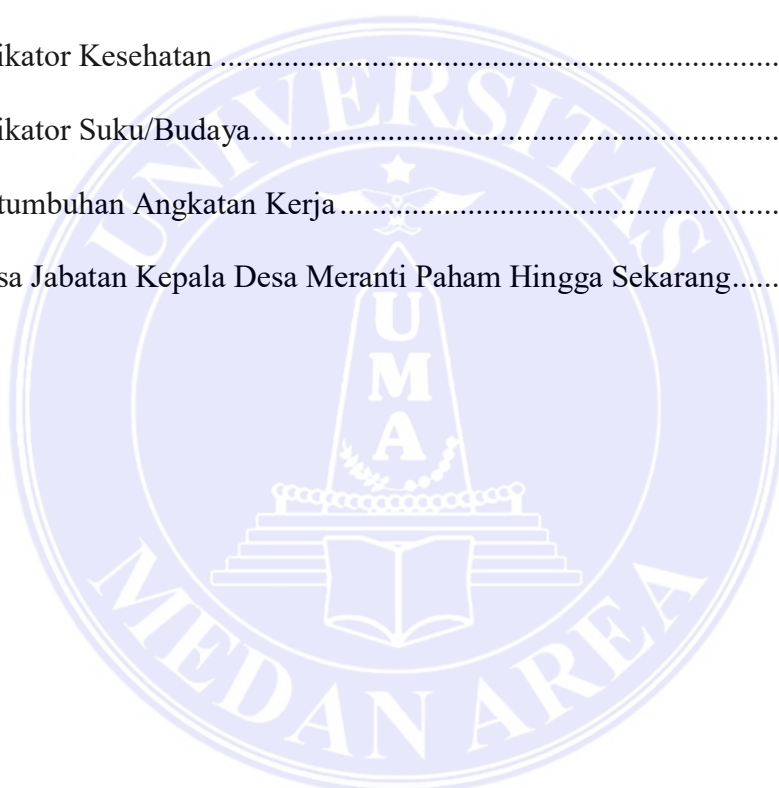 ikator Kesehatan ......................................................................
ikator Suku/Budaya..................................................................
tumbuhan Angkatan Kerja.......................................................
sa Jabatan Kepala Desa Meranti Paham Hingga Sekarang......
UNIVERSITAS
UMA
MEDAN AREA